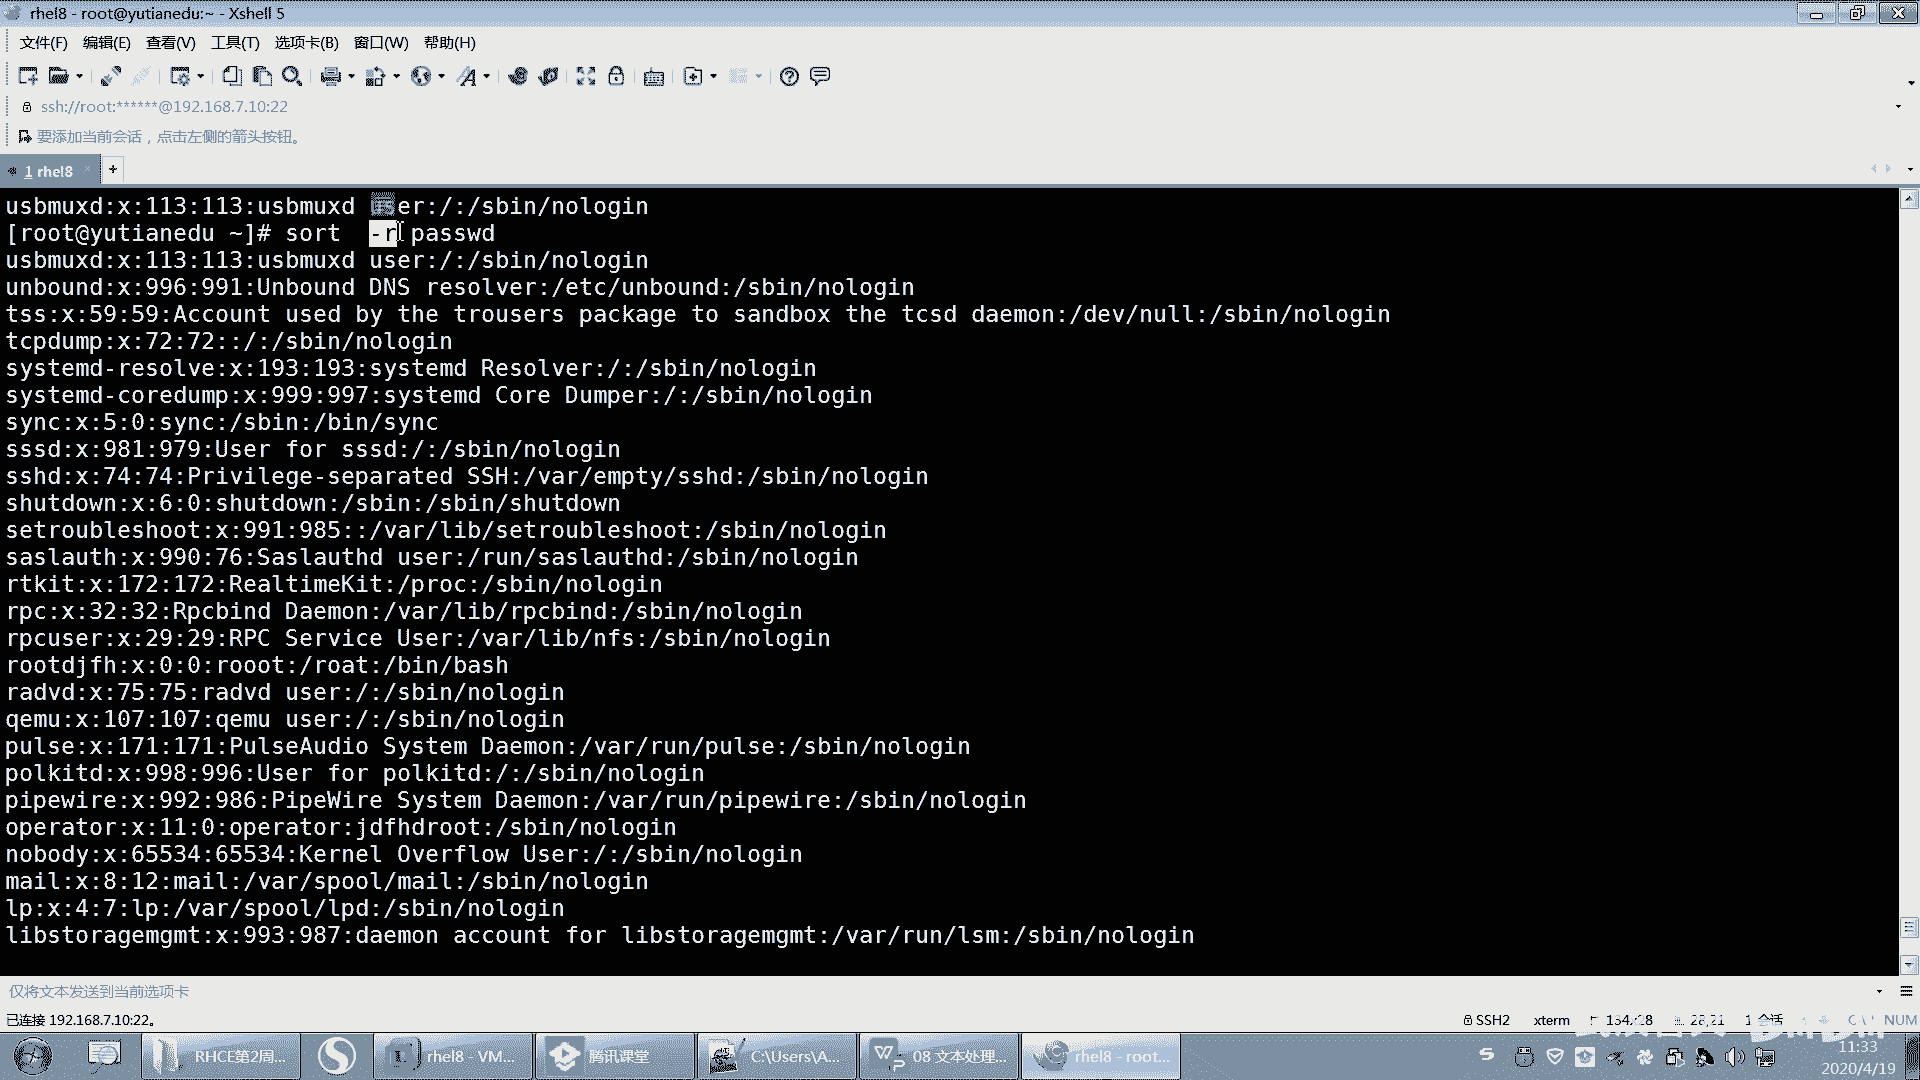 rhel8 - root@yutianedu:~ - Xshell 5
文件(F) 编辑(E) 查看(V) 工具(T) 选项卡(B) 窗口(W) 帮助(H)
ssh://root:******@192.168.7.10:22
要添加当前会话，点击左侧的箭头按钮。
1 rhel8 × +
usbmuxd:x:113:113:usbmuxd er:/:/sbin/nologin
[root@yutianedu ~]# sort  -r passwd
usbmuxd:x:113:113:usbmuxd user:/:/sbin/nologin
unbound:x:996:991:Unbound DNS resolver:/etc/unbound:/sbin/nologin
tss:x:59:59:Account used by the trousers package to sandbox the tcsd daemon:/dev/null:/sbin/nologin
tcpdump:x:72:72::/:/sbin/nologin
systemd-resolve:x:193:193:systemd Resolver:/:/sbin/nologin
systemd-coredump:x:999:997:systemd Core Dumper:/:/sbin/nologin
sync:x:5:0:sync:/sbin:/bin/sync
sssd:x:981:979:User for sssd:/:/sbin/nologin
sshd:x:74:74:Privilege-separated SSH:/var/empty/sshd:/sbin/nologin
shutdown:x:6:0:shutdown:/sbin:/sbin/shutdown
setroubleshoot:x:991:985::/var/lib/setroubleshoot:/sbin/nologin
saslauth:x:990:76:Saslauthd user:/run/saslauthd:/sbin/nologin
rtkit:x:172:172:RealtimeKit:/proc:/sbin/nologin
rpc:x:32:32:Rpcbind Daemon:/var/lib/rpcbind:/sbin/nologin
rpcuser:x:29:29:RPC Service User:/var/lib/nfs:/sbin/nologin
rootdjfh:x:0:0:rooot:/roat:/bin/bash
radvd:x:75:75:radvd user:/:/sbin/nologin
qemu:x:107:107:qemu user:/:/sbin/nologin
pulse:x:171:171:PulseAudio System Daemon:/var/run/pulse:/sbin/nologin
polkitd:x:998:996:User for polkitd:/:/sbin/nologin
pipewire:x:992:986:PipeWire System Daemon:/var/run/pipewire:/sbin/nologin
operator:x:11:0:operator:jdfhdroot:/sbin/nologin
nobody:x:65534:65534:Kernel Overflow User:/:/sbin/nologin
mail:x:8:12:mail:/var/spool/mail:/sbin/nologin
lp:x:4:7:lp:/var/spool/lpd:/sbin/nologin
libstoragemgmt:x:993:987:daemon account for libstoragemgmt:/var/run/lsm:/sbin/nologin
仅将文本发送到当前选项卡
已连接 192.168.7.10:22。 SSH2 xterm 28,21 1 会话 NUM
RHCE第2周... rhel8 - VM... 腾讯课堂 C:\Users\A... 08 文本处理... rhel8 - root...
11:33
2020/4/19